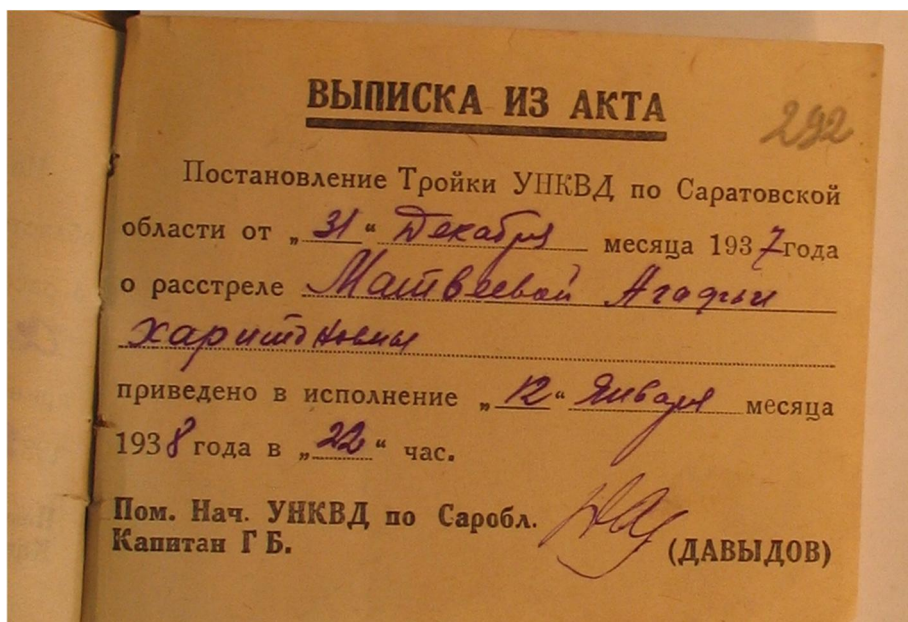 ВЫПИСКА ИЗ АКТА
292
Постановление Тройки УНКВД по Саратовской
области от „31“ Декабря месяца 1937 года
о расстреле Матвеевой Агафьи
Харитоновны
приведено в исполнение „12“ Января месяца
1938 года в „22“ час.
Пом. Нач. УНКВД по Саробл.
Капитан ГБ. (ДАВЫДОВ)